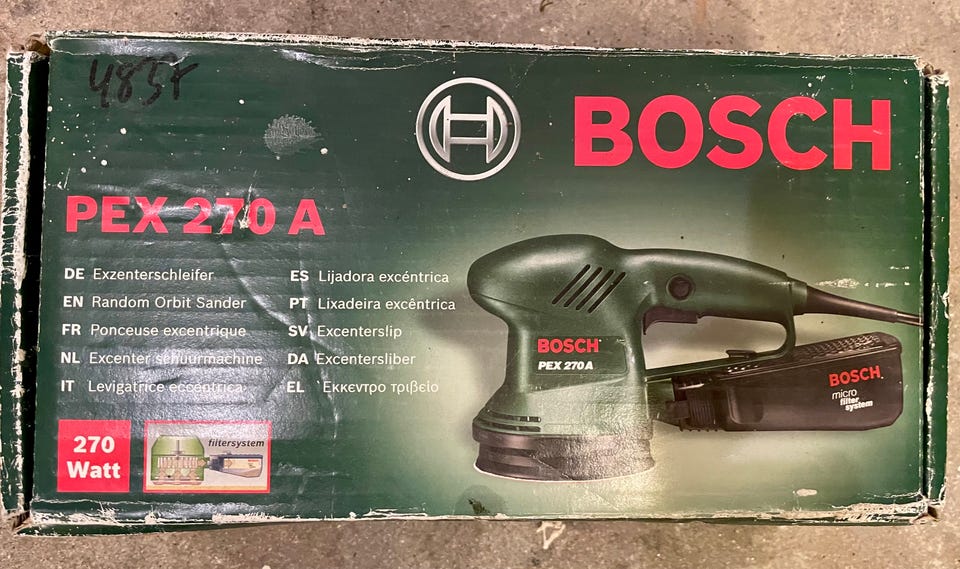 BOSCH
PEX 270 A
DE Exzenterschleifer
EN Random Orbit Sander
FR Ponceuse excentrique
NL Excenter schuurmachine
IT Levigatrice eccentrica
ES Lijadora excéntrica
PT Lixadeira excêntrica
SV Excenterslip
DA Excentersliber
EL Έκκεντρο τριβείο
BOSCH
PEX 270 A
BOSCH
micro
filter
system
270
Watt
filtersystem